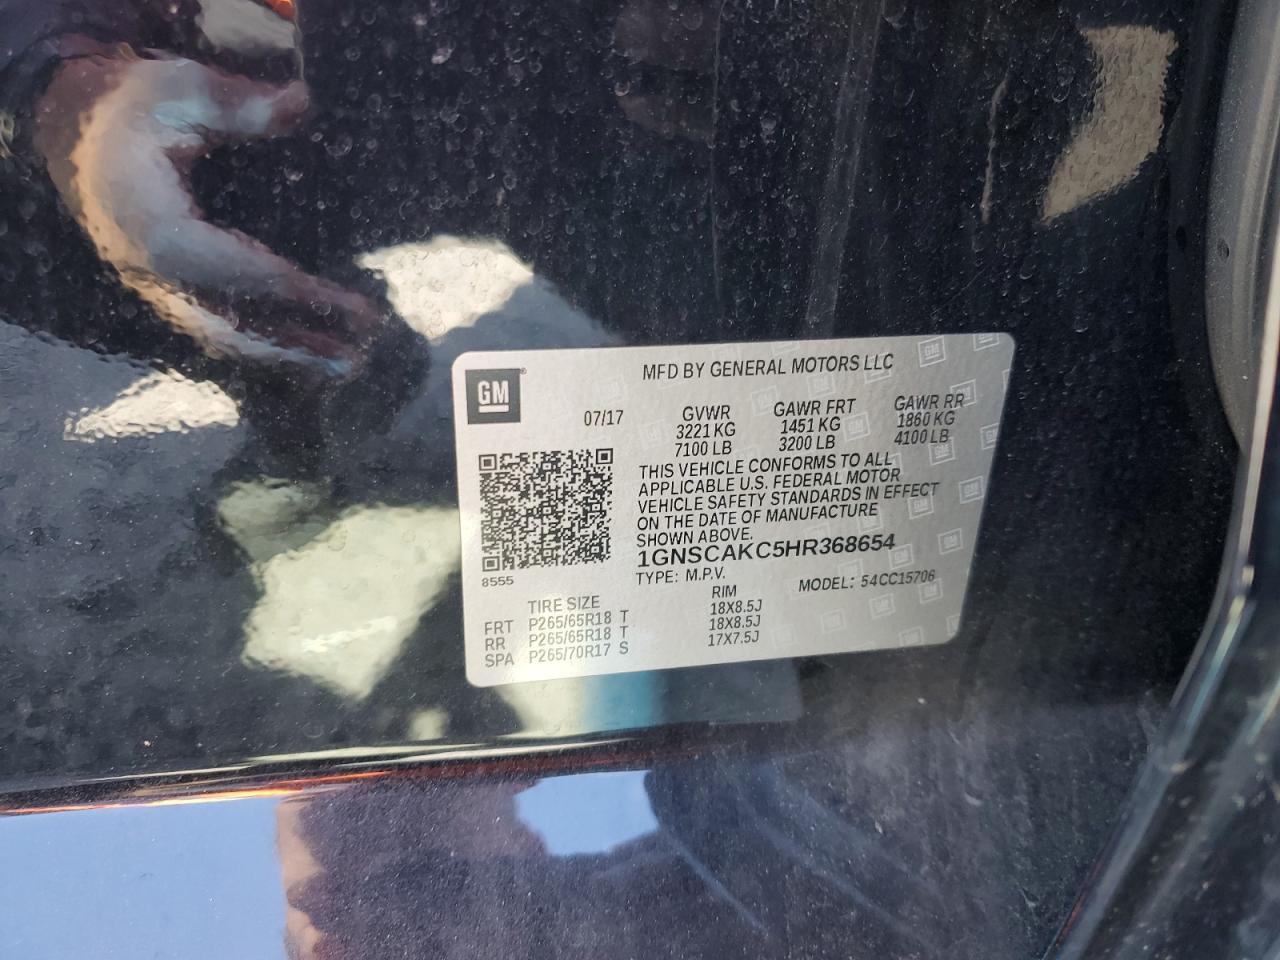 MFD BY GENERAL MOTORS LLC
GM
07/17
GVWR GAWR FRT GAWR RR
3221 KG 1451 KG 1860 KG
7100 LB 3200 LB 4100 LB
THIS VEHICLE CONFORMS TO ALL
APPLICABLE U.S. FEDERAL MOTOR
VEHICLE SAFETY STANDARDS IN EFFECT
ON THE DATE OF MANUFACTURE
SHOWN ABOVE.
1GNSCAKC5HR368654
TYPE: M.P.V. MODEL: 54CC15706
8555
TIRE SIZE RIM
FRT P265/65R18 T 18X8.5J
RR P265/65R18 T 18X8.5J
SPA P265/70R17 S 17X7.5J